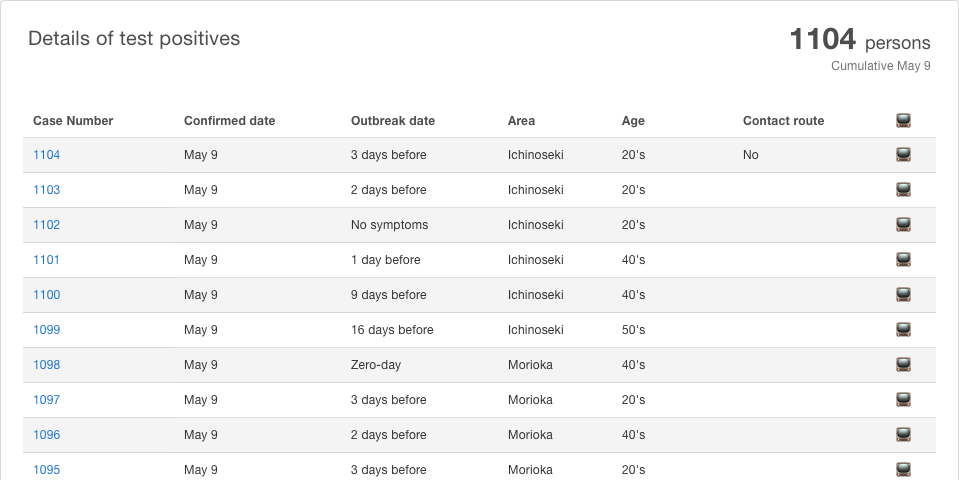 Details of test positives
1104 persons
Cumulative May 9
Case Number Confirmed date Outbreak date Area Age Contact route
1104 May 9 3 days before Ichinoseki 20's No
1103 May 9 2 days before Ichinoseki 20's
1102 May 9 No symptoms Ichinoseki 20's
1101 May 9 1 day before Ichinoseki 40's
1100 May 9 9 days before Ichinoseki 40's
1099 May 9 16 days before Ichinoseki 50's
1098 May 9 Zero-day Morioka 40's
1097 May 9 3 days before Morioka 20's
1096 May 9 2 days before Morioka 40's
1095 May 9 3 days before Morioka 20's